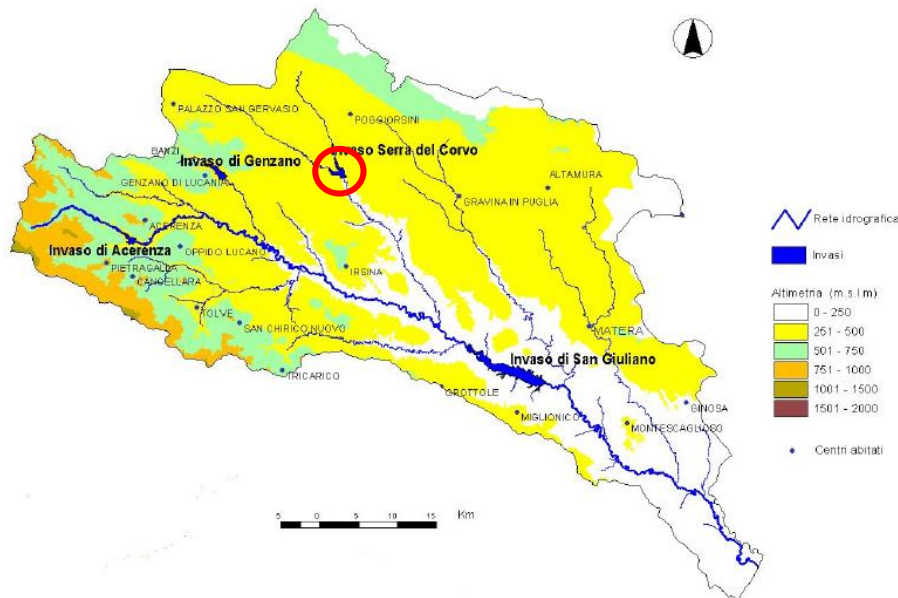 PALAZZO SAN GERVASIO
POGGIORSINI
BANZI
Invaso Serra del Corvo
Invaso di Genzano
GENZANO DI LUCANIA
ALTAMURA
GRAVINA IN PUGLIA
ACERENZA
OPPIDO LUCANO
Invaso di Acerenza
PIETRAGALLA
CANCELLARA
IRSINA
TOLVE
SAN CHIRICO NUOVO
MATERA
TRICARICO
Invaso di San Giuliano
GROTTOLE
MIGLIONICO
GINOSA
MONTESCAGLIOSO
5 0 5 10 15 Km
Rete idrografica
Invasi
Altimetria (m.s.l.m)
0 - 250
251 - 500
501 - 750
751 - 1000
1001 - 1500
1501 - 2000
Centri abitati